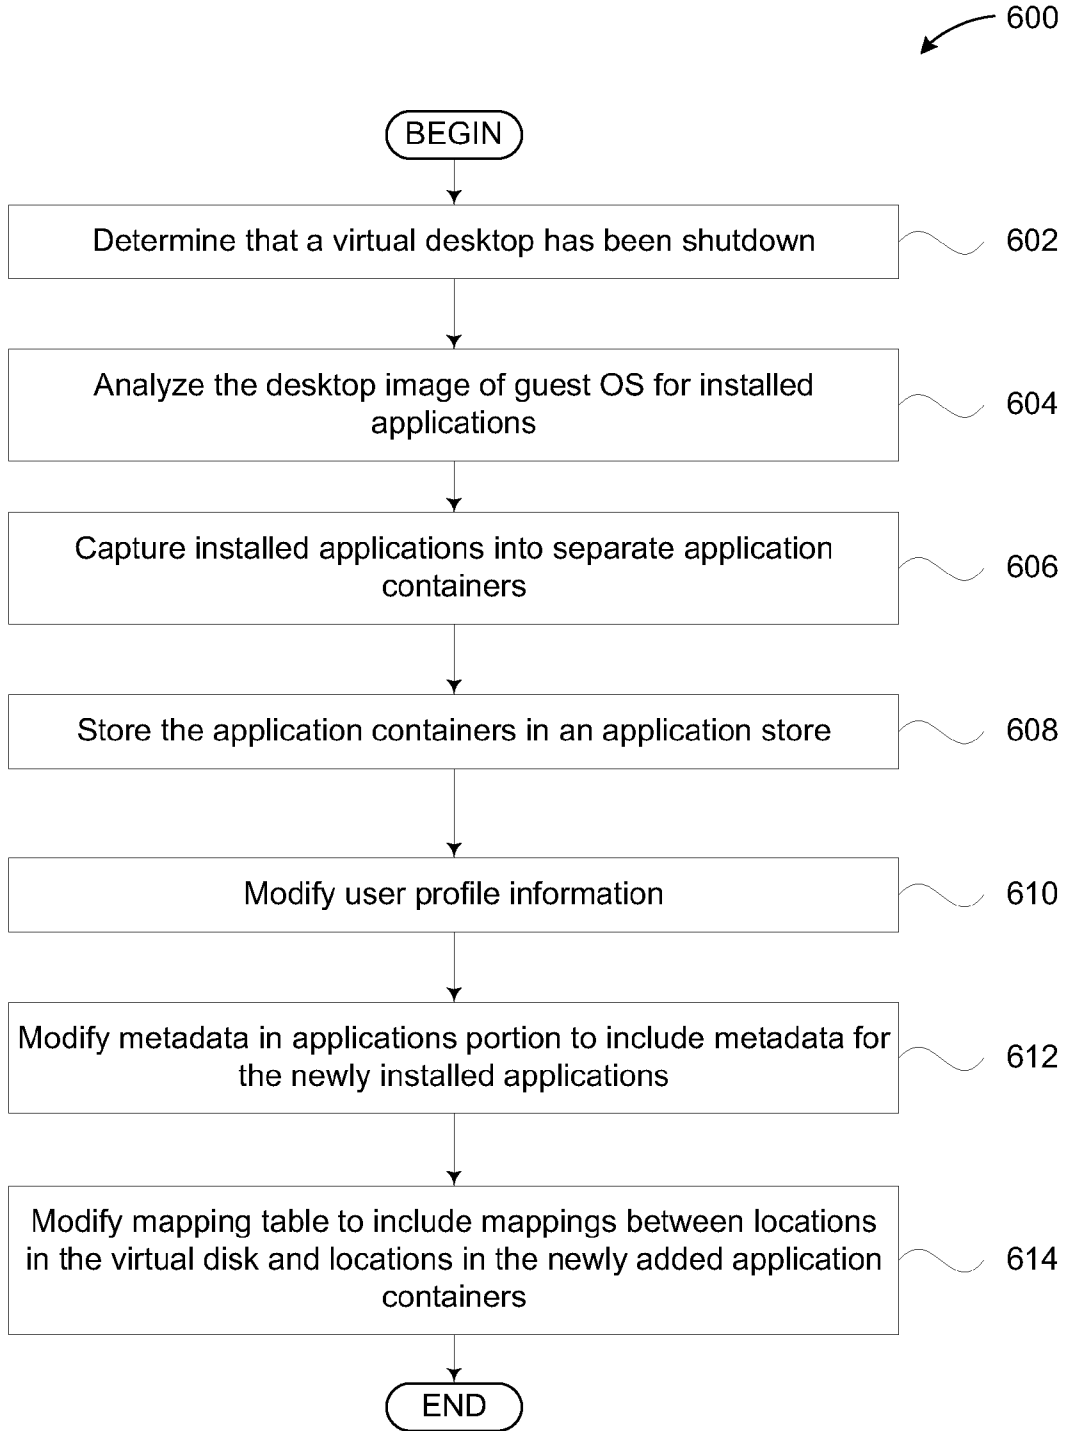 600
BEGIN
Determine that a virtual desktop has been shutdown
602
Analyze the desktop image of guest OS for installed
applications
604
Capture installed applications into separate application
containers
606
Store the application containers in an application store
608
Modify user profile information
610
Modify metadata in applications portion to include metadata for
the newly installed applications
612
Modify mapping table to include mappings between locations
in the virtual disk and locations in the newly added application
containers
614
END